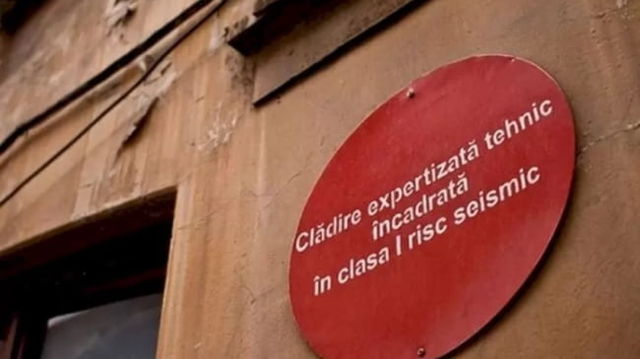 Clădire expertizată tehnic
încadrată
în clasa I risc seismic